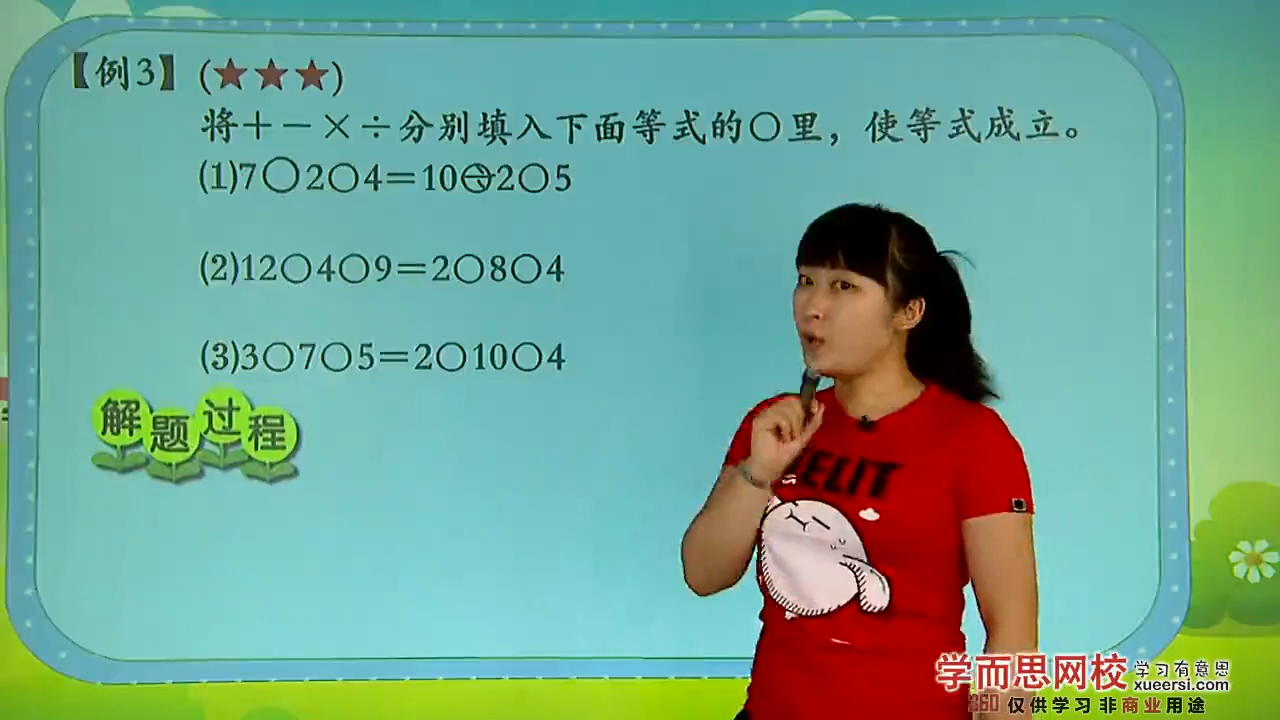 【例3】(★★★)
将＋－×÷分别填入下面等式的○里，使等式成立。
(1)7○2○4＝10○2○5
(2)12○4○9＝2○8○4
(3)3○7○5＝2○10○4
解题过程
学而思网校 学习有意思
xueersi.com
360 仅供学习 非商业用途